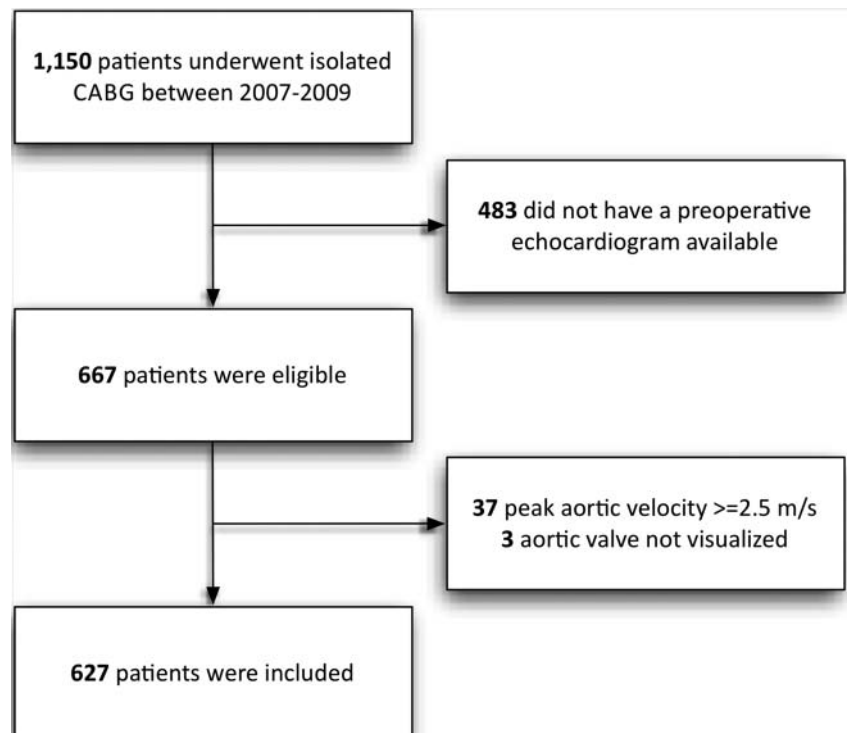 1,150 patients underwent isolated
CABG between 2007-2009
483 did not have a preoperative
echocardiogram available
667 patients were eligible
37 peak aortic velocity >=2.5 m/s
3 aortic valve not visualized
627 patients were included